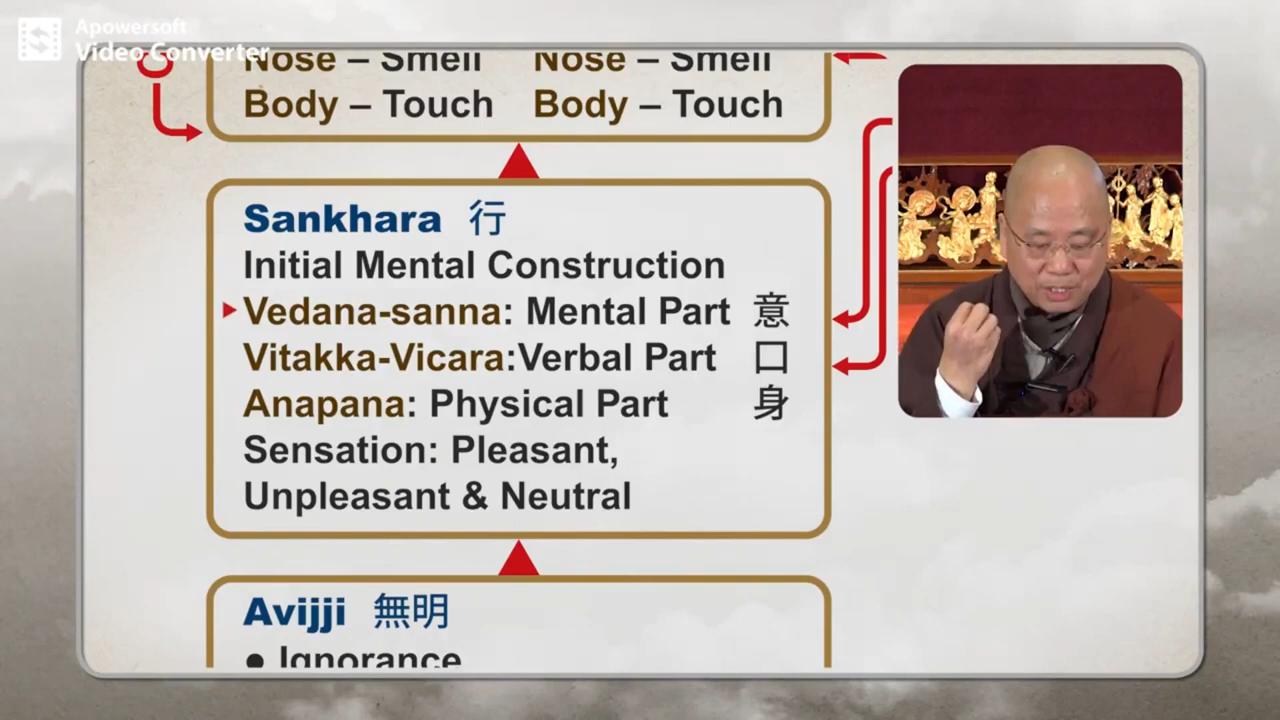 Apowersoft
Video Converter
Nose – Smell Nose – Smell
Body – Touch Body – Touch
Sankhara 行
Initial Mental Construction
Vedana-sanna: Mental Part 意
Vitakka-Vicara:Verbal Part 口
Anapana: Physical Part 身
Sensation: Pleasant,
Unpleasant & Neutral
Avijji 無明
• Ignorance